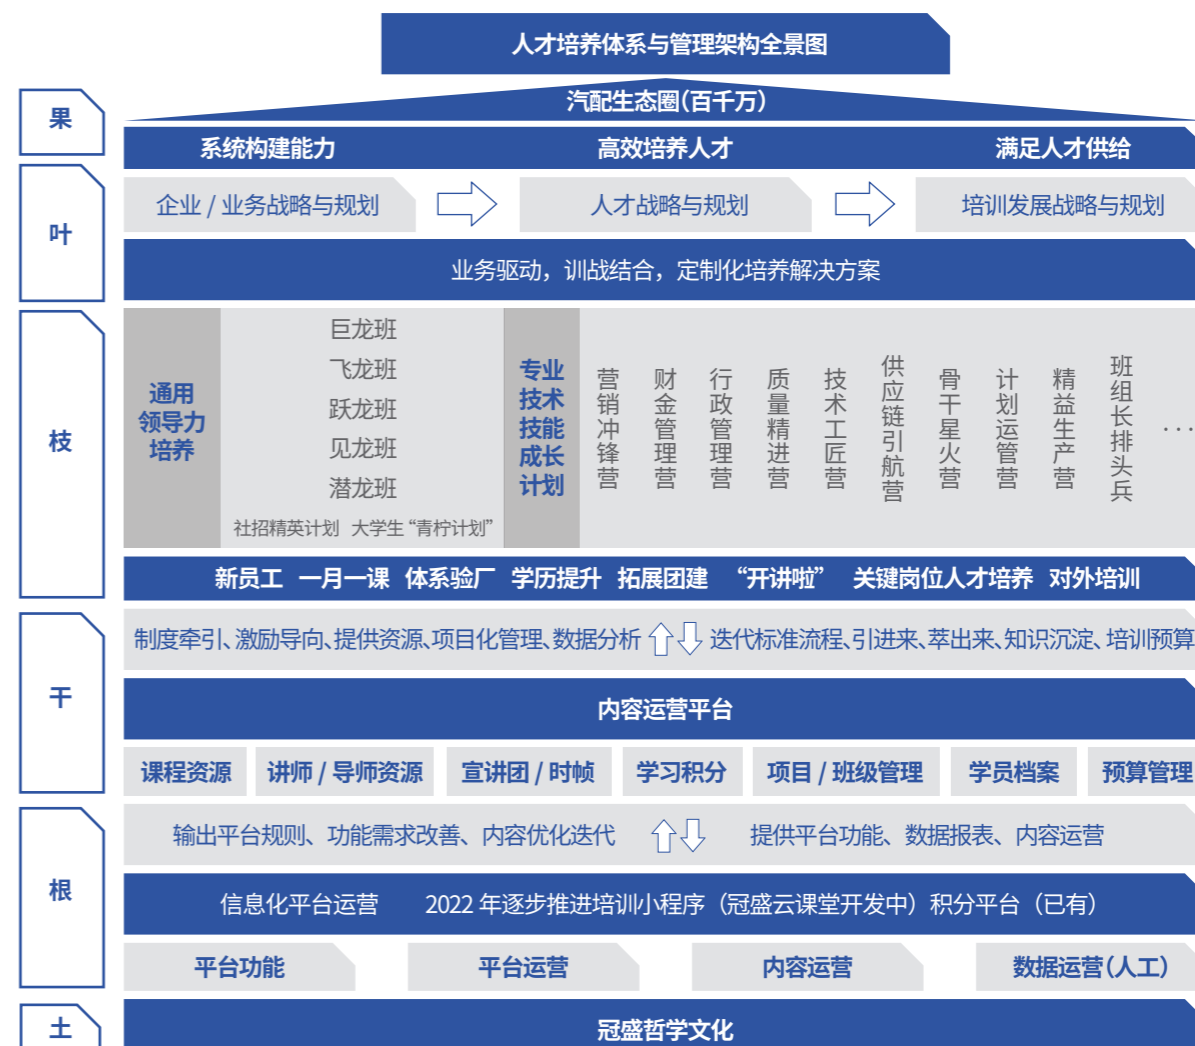 人才培养体系与管理架构全景图
果
汽配生态圈(百千万)
系统构建能力 高效培养人才 满足人才供给
叶
企业 / 业务战略与规划 人才战略与规划 培训发展战略与规划
业务驱动，训战结合，定制化培养解决方案
枝
通用
领导力
培养
巨龙班
飞龙班
跃龙班
见龙班
潜龙班
社招精英计划 大学生“青柠计划”
专业
技术
技能
成长
计划
营销冲锋营
财金管理营
行政管理营
质量精进营
技术工匠营
供应链引航营
骨干星火营
计划运管营
精益生产营
班组长排头兵
···
新员工 一月一课 体系验厂 学历提升 拓展团建 “开讲啦” 关键岗位人才培养 对外培训
干
制度牵引、激励导向、提供资源、项目化管理、数据分析 迭代标准流程、引进来、萃出来、知识沉淀、培训预算
内容运营平台
课程资源 讲师 / 导师资源 宣讲团 / 时帧 学习积分 项目 / 班级管理 学员档案 预算管理
根
输出平台规则、功能需求改善、内容优化迭代 提供平台功能、数据报表、内容运营
信息化平台运营 2022 年逐步推进培训小程序（冠盛云课堂开发中）积分平台（已有）
平台功能 平台运营 内容运营 数据运营(人工)
土
冠盛哲学文化